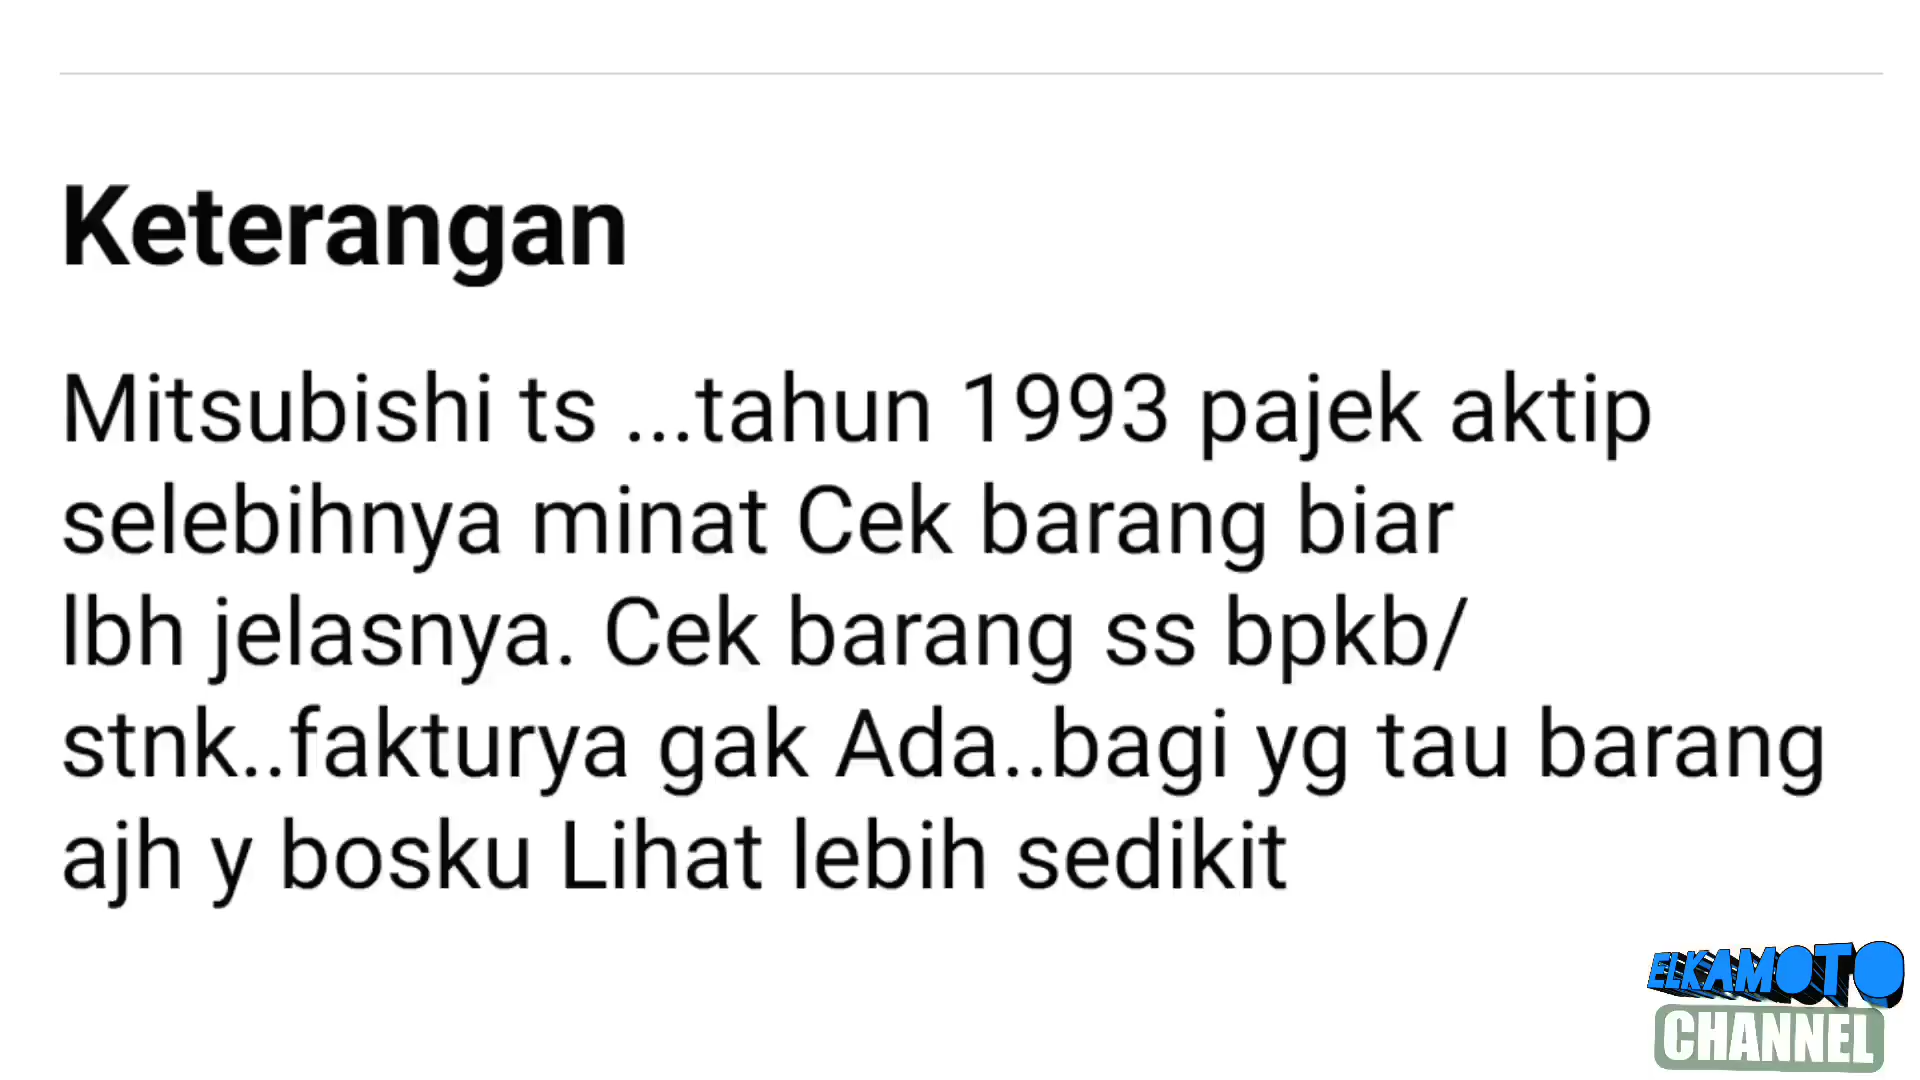 Keterangan
Mitsubishi ts ...tahun 1993 pajek aktip
selebihnya minat Cek barang biar
lbh jelasnya. Cek barang ss bpkb/
stnk..fakturya gak Ada..bagi yg tau barang
ajh y bosku Lihat lebih sedikit
ELKAMOTO
CHANNEL